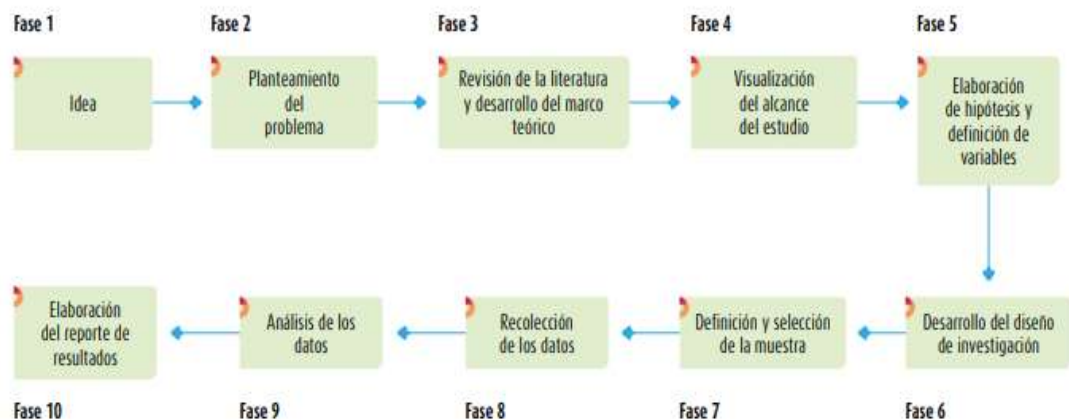 Fase 1
Fase 2
Fase 3
Fase 4
Fase 5
Idea
Planteamiento
del
problema
Revisión de la literatura
y desarrollo del marco
teórico
Visualización
del alcance
del estudio
Elaboración
de hipótesis y
definición de
variables
Elaboración
del reporte de
resultados
Análisis de los
datos
Recolección
de los datos
Definición y selección
de la muestra
Desarrollo del diseño
de investigación
Fase 10
Fase 9
Fase 8
Fase 7
Fase 6